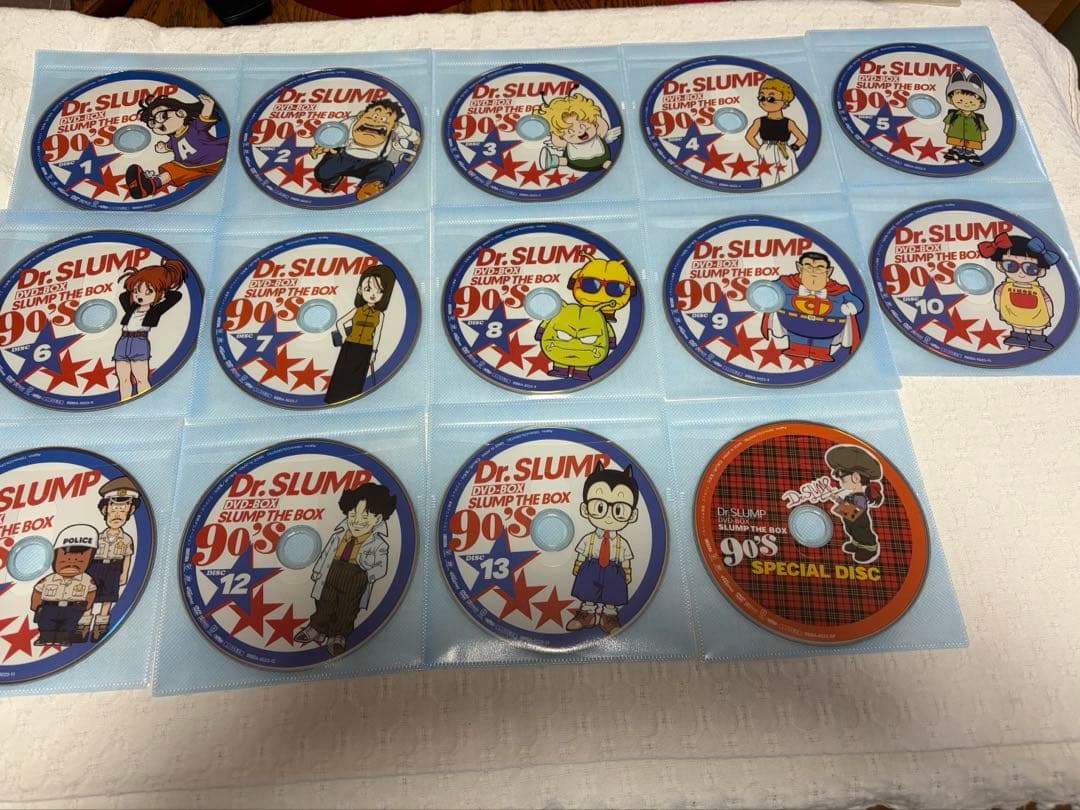 Dr. SLUMP
DVD-BOX
SLUMP THE BOX
90'S
DISC
1
A
Dr. SLUMP
DVD-BOX
SLUMP THE BOX
90'S
DISC
2
Dr. SLUMP
DVD-BOX
SLUMP THE BOX
90'S
DISC
3
Dr. SLUMP
DVD-BOX
SLUMP THE BOX
90'S
DISC
4
Dr. SLUMP
DVD-BOX
SLUMP THE BOX
90'S
DISC
5
Dr. SLUMP
DVD-BOX
SLUMP THE BOX
90'S
DISC
6
Dr. SLUMP
DVD-BOX
SLUMP THE BOX
90'S
DISC
7
Dr. SLUMP
DVD-BOX
SLUMP THE BOX
90'S
DISC
8
Dr. SLUMP
DVD-BOX
SLUMP THE BOX
90'S
DISC
9
Dr. SLUMP
DVD-BOX
SLUMP THE BOX
90'S
DISC
10
SLUMP
BOX
THE BOX
0'S
POLICE
Dr. SLUMP
DVD-BOX
SLUMP THE BOX
90'S
DISC
12
Dr. SLUMP
DVD-BOX
SLUMP THE BOX
90'S
DISC
13
Dr. SLUMP
DVD-BOX
SLUMP THE BOX
90'S
SPECIAL DISC